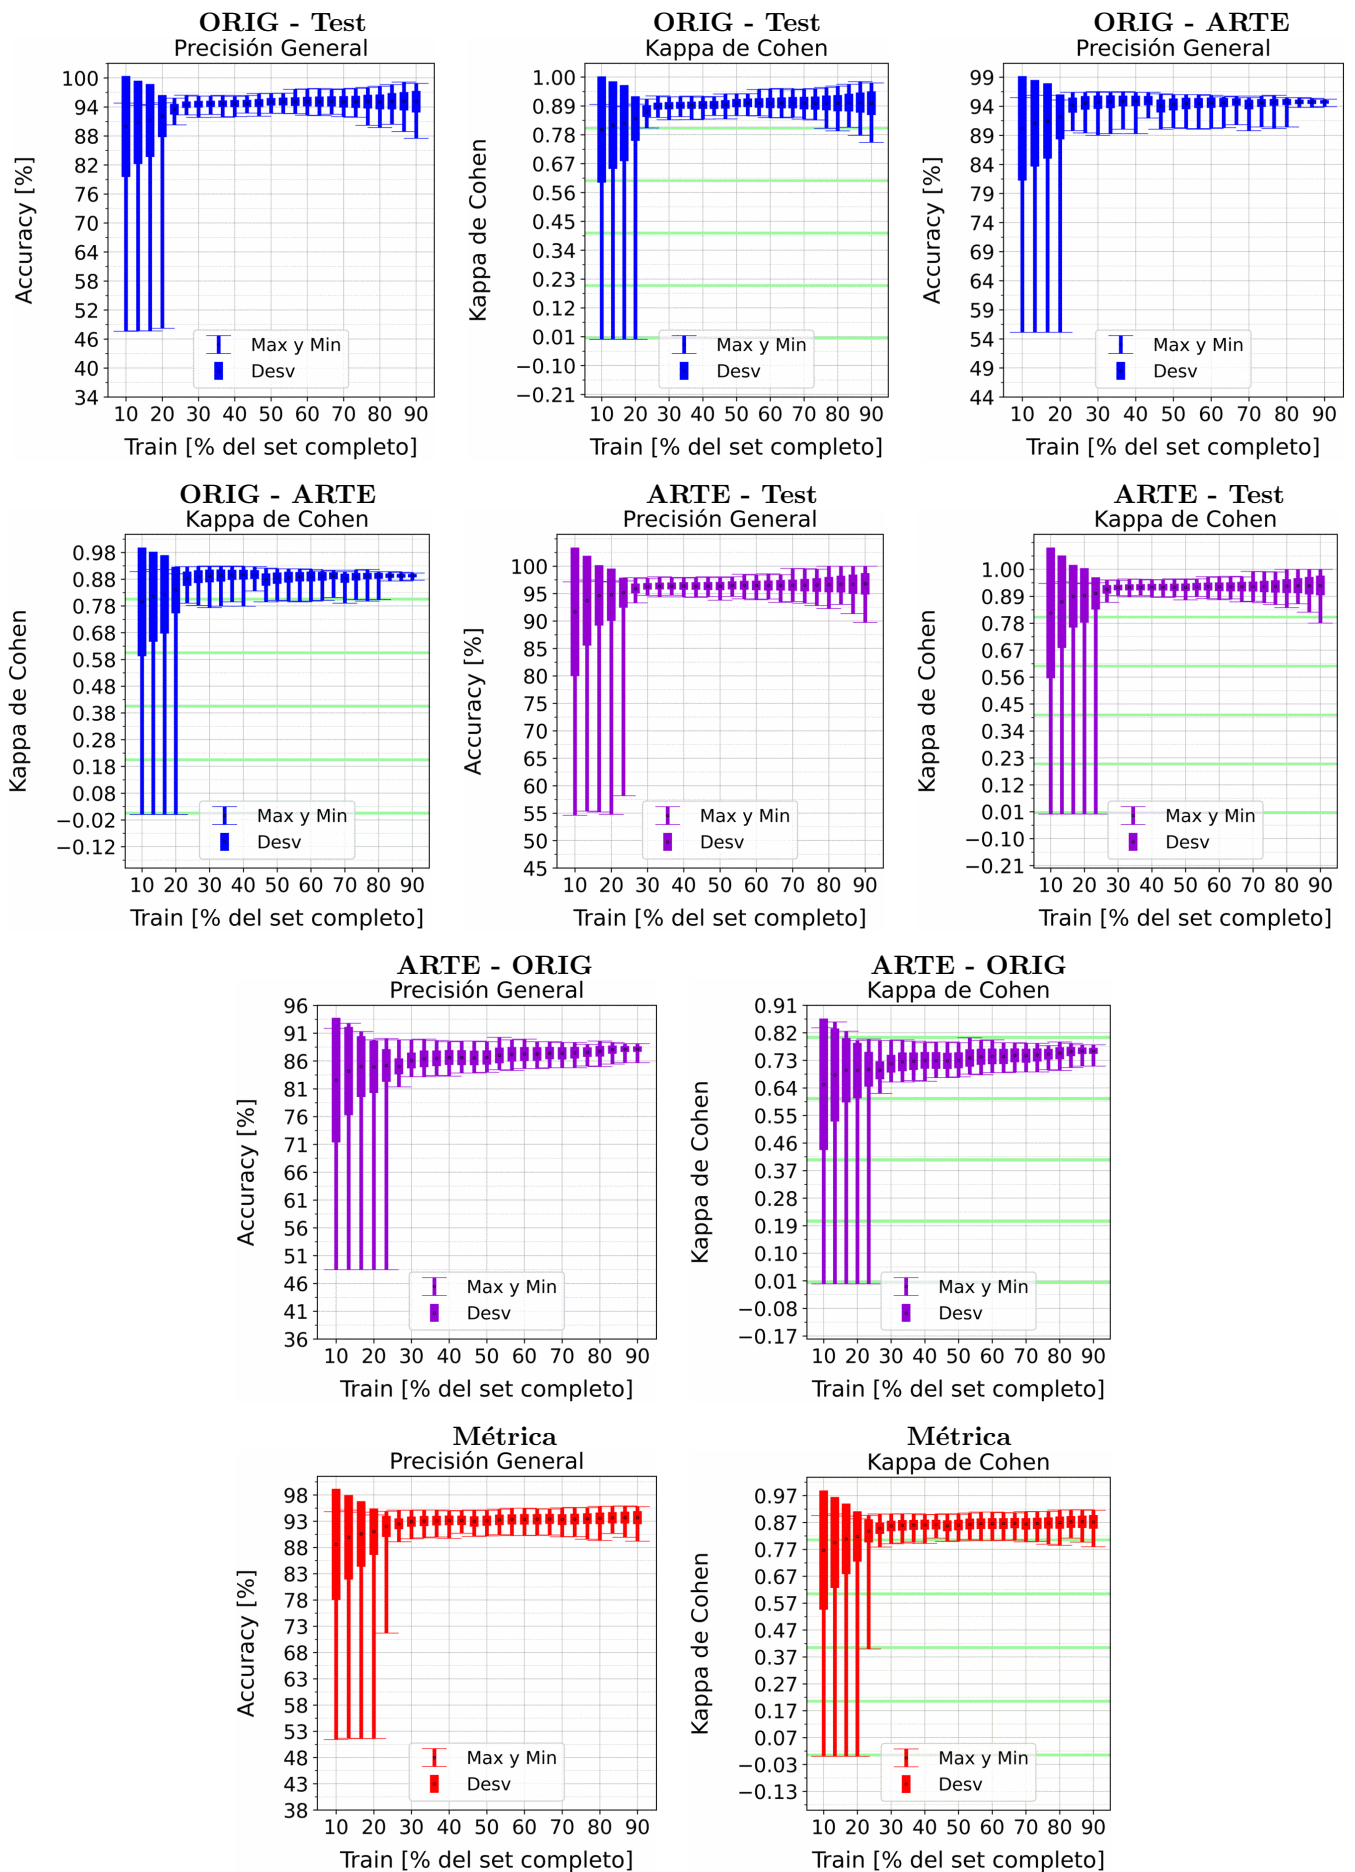 ORIG - Test
Precisión General
Accuracy [%]
100
94
88
82
76
70
64
58
52
46
40
34
Max y Min
Desv
10 20 30 40 50 60 70 80 90
Train [% del set completo]
ORIG - Test
Kappa de Cohen
Kappa de Cohen
1.00
0.89
0.78
0.67
0.56
0.45
0.34
0.23
0.12
0.01
−0.10
−0.21
Max y Min
Desv
10 20 30 40 50 60 70 80 90
Train [% del set completo]
ORIG - ARTE
Precisión General
Accuracy [%]
99
94
89
84
79
74
69
64
59
54
49
44
Max y Min
Desv
10 20 30 40 50 60 70 80 90
Train [% del set completo]
ORIG - ARTE
Kappa de Cohen
Kappa de Cohen
0.98
0.88
0.78
0.68
0.58
0.48
0.38
0.28
0.18
0.08
−0.02
−0.12
Max y Min
Desv
10 20 30 40 50 60 70 80 90
Train [% del set completo]
ARTE - Test
Precisión General
Accuracy [%]
100
95
90
85
80
75
70
65
60
55
50
45
Max y Min
Desv
10 20 30 40 50 60 70 80 90
Train [% del set completo]
ARTE - Test
Kappa de Cohen
Kappa de Cohen
1.00
0.89
0.78
0.67
0.56
0.45
0.34
0.23
0.12
0.01
−0.10
−0.21
Max y Min
Desv
10 20 30 40 50 60 70 80 90
Train [% del set completo]
ARTE - ORIG
Precisión General
Accuracy [%]
96
91
86
81
76
71
66
61
56
51
46
41
36
Max y Min
Desv
10 20 30 40 50 60 70 80 90
Train [% del set completo]
ARTE - ORIG
Kappa de Cohen
Kappa de Cohen
0.91
0.82
0.73
0.64
0.55
0.46
0.37
0.28
0.19
0.10
0.01
−0.08
−0.17
Max y Min
Desv
10 20 30 40 50 60 70 80 90
Train [% del set completo]
Métrica
Precisión General
Accuracy [%]
98
93
88
83
78
73
68
63
58
53
48
43
38
Max y Min
Desv
10 20 30 40 50 60 70 80 90
Train [% del set completo]
Métrica
Kappa de Cohen
Kappa de Cohen
0.97
0.87
0.77
0.67
0.57
0.47
0.37
0.27
0.17
0.07
−0.03
−0.13
Max y Min
Desv
10 20 30 40 50 60 70 80 90
Train [% del set completo]